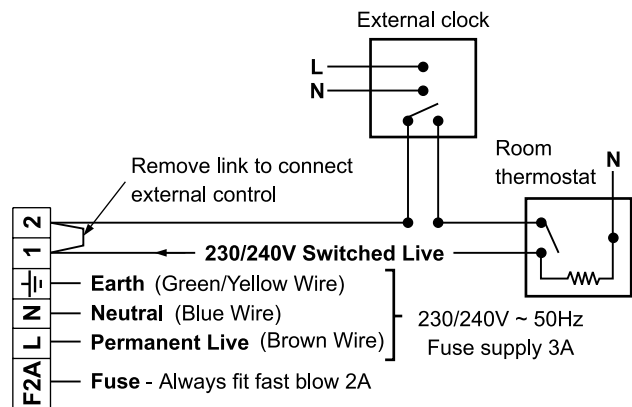 External clock
L
N
Room
thermostat
N
Remove link to connect
external control
2
1
230/240V Switched Live
Earth (Green/Yellow Wire)
N
Neutral (Blue Wire)
L
Permanent Live (Brown Wire)
230/240V ~ 50Hz
Fuse supply 3A
F2A
Fuse - Always fit fast blow 2A